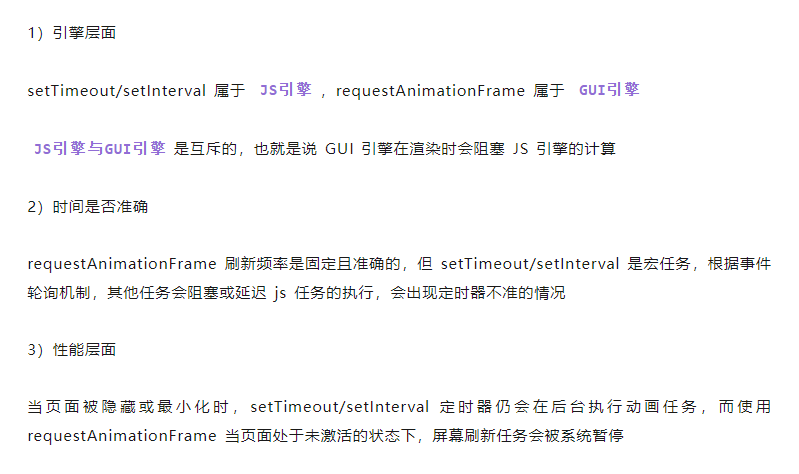 1）引擎层面
setTimeout/setInterval 属于 JS引擎 ，requestAnimationFrame 属于 GUI引擎
JS引擎与GUI引擎 是互斥的，也就是说 GUI 引擎在渲染时会阻塞 JS 引擎的计算
2）时间是否准确
requestAnimationFrame 刷新频率是固定且准确的，但 setTimeout/setInterval 是宏任务，根据事件
轮询机制，其他任务会阻塞或延迟 js 任务的执行，会出现定时器不准的情况
3）性能层面
当页面被隐藏或最小化时，setTimeout/setInterval 定时器仍会在后台执行动画任务，而使用
requestAnimationFrame 当页面处于未激活的状态下，屏幕刷新任务会被系统暂停